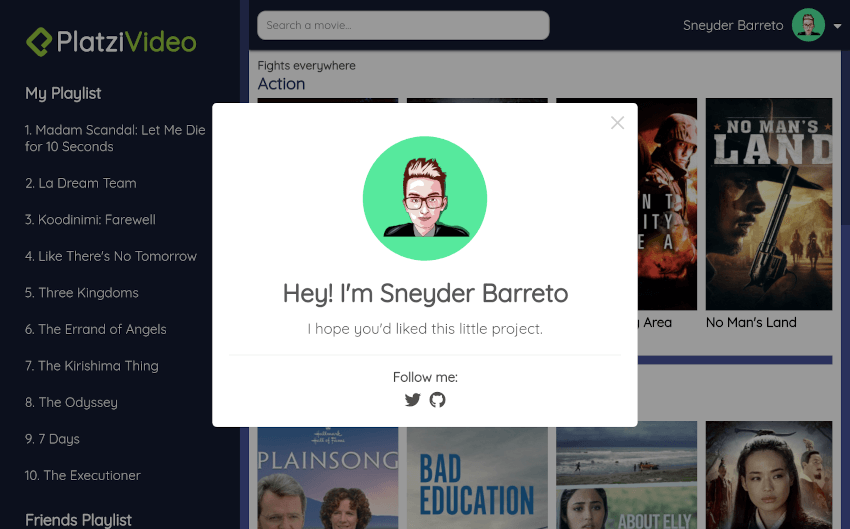 PlatziVideo
My Playlist
1. Madam Scandal: Let Me Die
for 10 Seconds
2. La Dream Team
3. Koodinimi: Farewell
4. Like There's No Tomorrow
5. Three Kingdoms
6. The Errand of Angels
7. The Kirishima Thing
8. The Odyssey
9. 7 Days
10. The Executioner
Friends Playlist
Search a movie...
Sneyder Barreto
Fights everywhere
Action
NO MAN'S
LAND
Area
No Man's Land
Hey! I'm Sneyder Barreto
I hope you'd liked this little project.
Follow me:
HALLMARK
Hall of Fame
PLAINSONG
BAD
EDUCATION
ABOUT ELLY